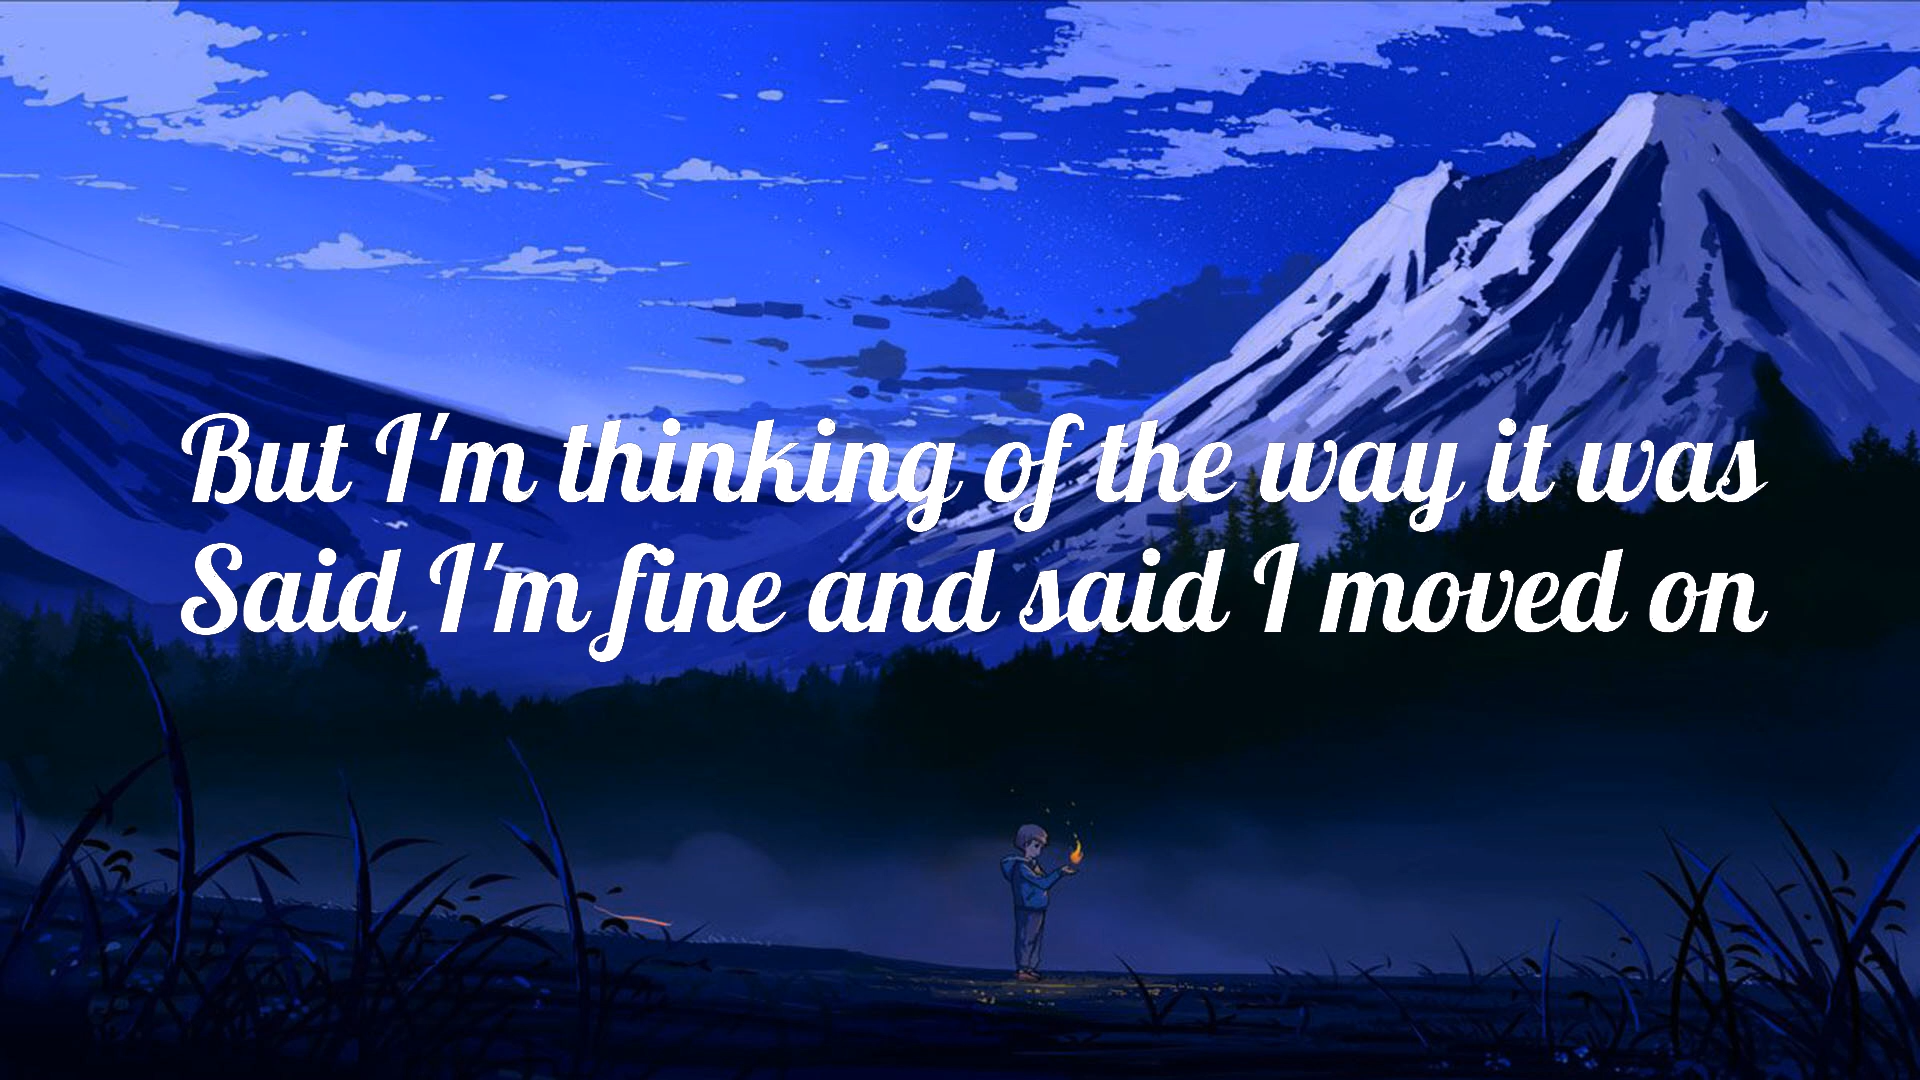 But I'm thinking of the way it was
Said I'm fine and said I moved on